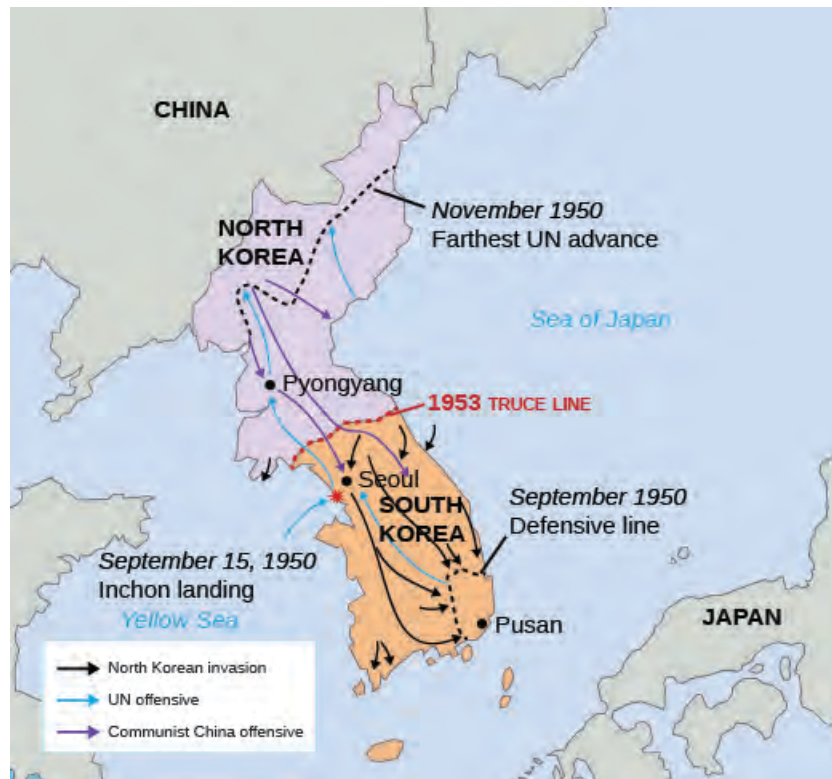 CHINA
NORTH
KOREA
November 1950
Farthest UN advance
Sea of Japan
Pyongyang
1953 TRUCE LINE
Seoul
SOUTH
KOREA
September 1950
Defensive line
September 15, 1950
Inchon landing
Yellow Sea
Pusan
JAPAN
North Korean invasion
UN offensive
Communist China offensive